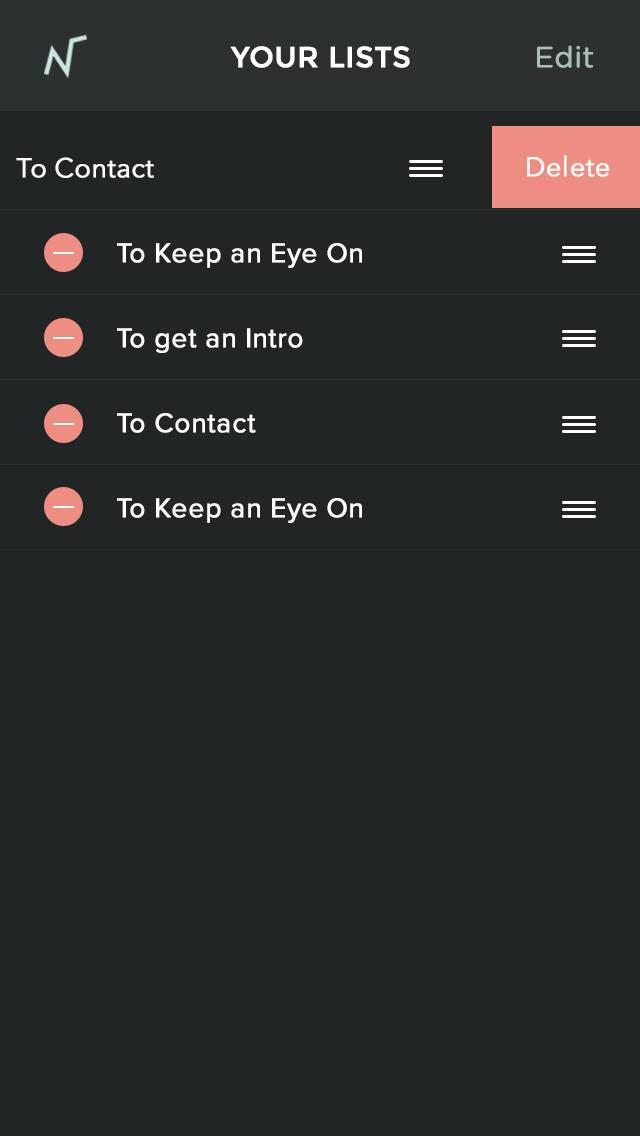 YOUR LISTS
Edit
To Contact
Delete
To Keep an Eye On
To get an Intro
To Contact
To Keep an Eye On